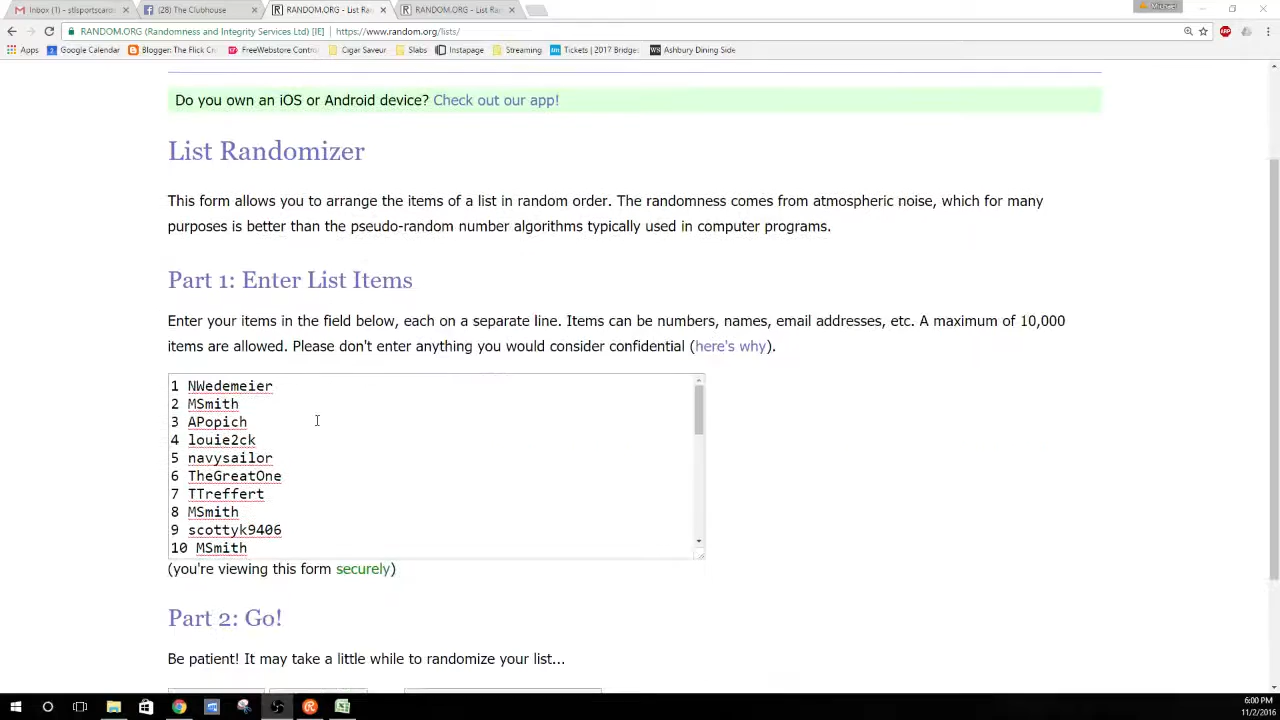 Inbox (1) - stlsportscard
(28) The Clubhouse
RANDOM.ORG - List Ra
RANDOM.ORG - List Ra
RANDOM.ORG (Randomness and Integrity Services Ltd) [IE]
https://www.random.org/lists/
Apps
Google Calendar
Blogger: The Flick C
FreeWebstore Contro
Cigar Saveur
Slabs
Instapage
Streaming
Tickets | 2017 Bridge
Ashbury Dining Side
Do you own an iOS or Android device? Check out our app!
List Randomizer
This form allows you to arrange the items of a list in random order. The randomness comes from atmospheric noise, which for many
purposes is better than the pseudo-random number algorithms typically used in computer programs.
Part 1: Enter List Items
Enter your items in the field below, each on a separate line. Items can be numbers, names, email addresses, etc. A maximum of 10,000
items are allowed. Please don't enter anything you would consider confidential (here's why).
1 NWedemeier
2 MSmith
3 APopich
4 louie2ck
5 navysailor
6 TheGreatOne
7 TTreffert
8 MSmith
9 scottyk9406
10 MSmith
(you're viewing this form securely)
Part 2: Go!
Be patient! It may take a little while to randomize your list...
6:00 PM
11/2/2016